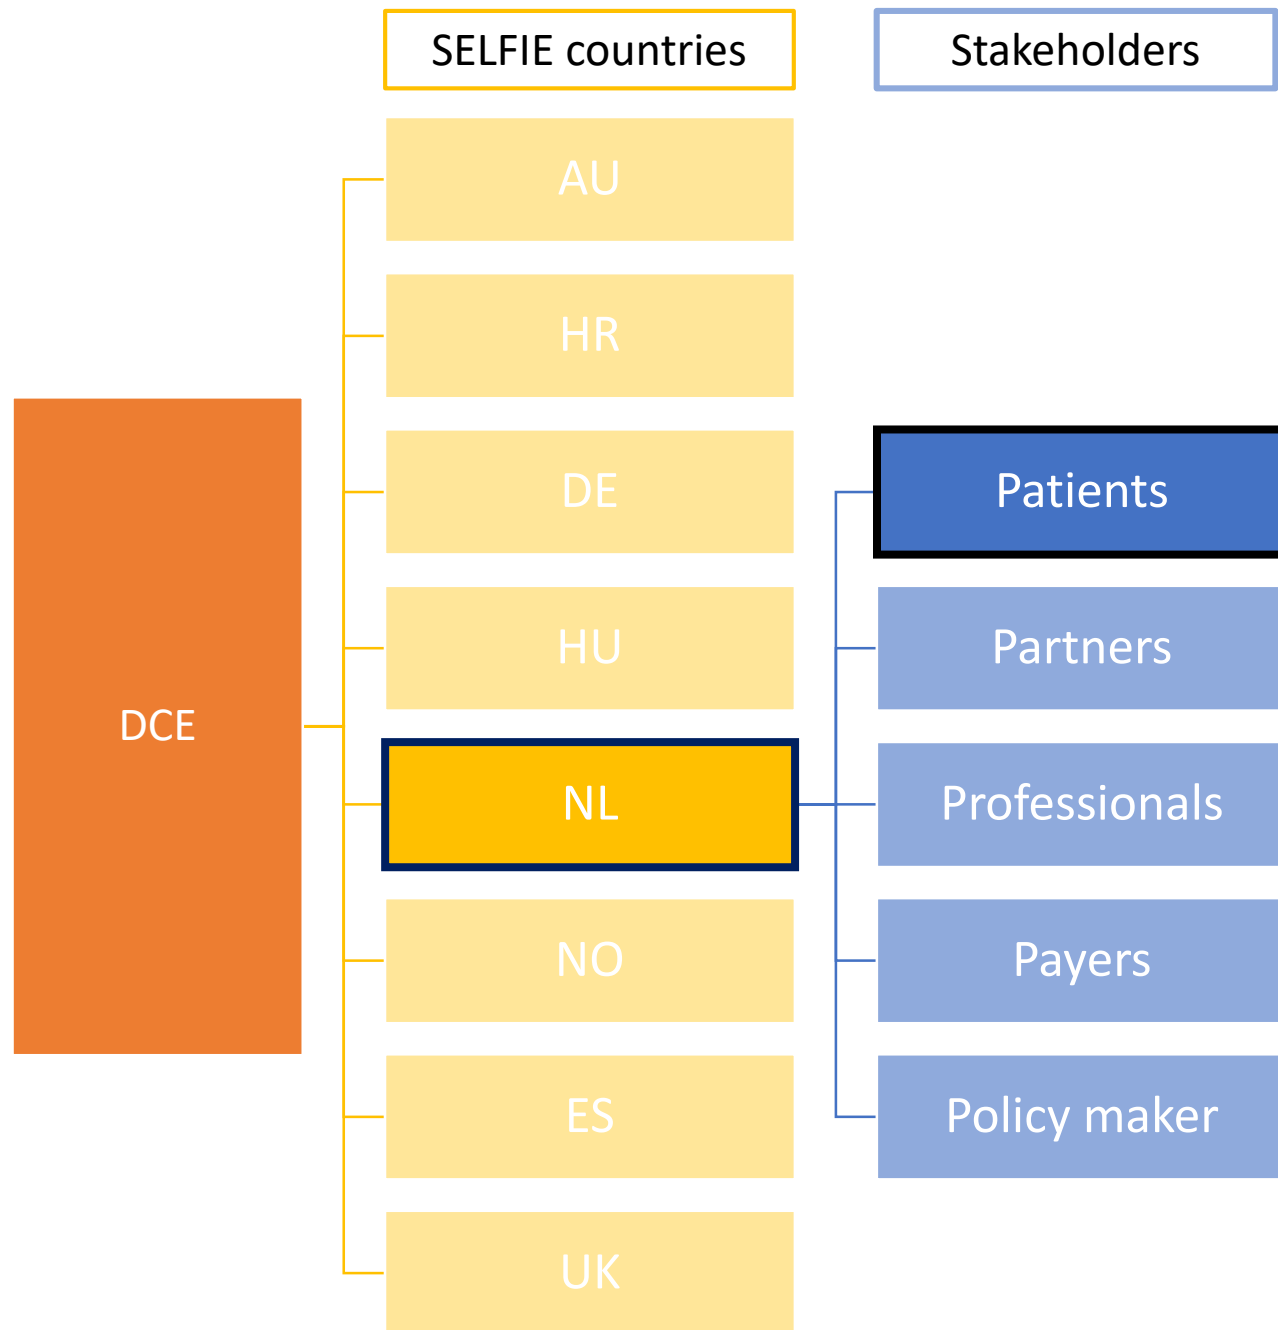 SELFIE countries
Stakeholders
AU
HR
DE
Patients
HU
Partners
DCE
NL
Professionals
NO
Payers
ES
Policy maker
UK